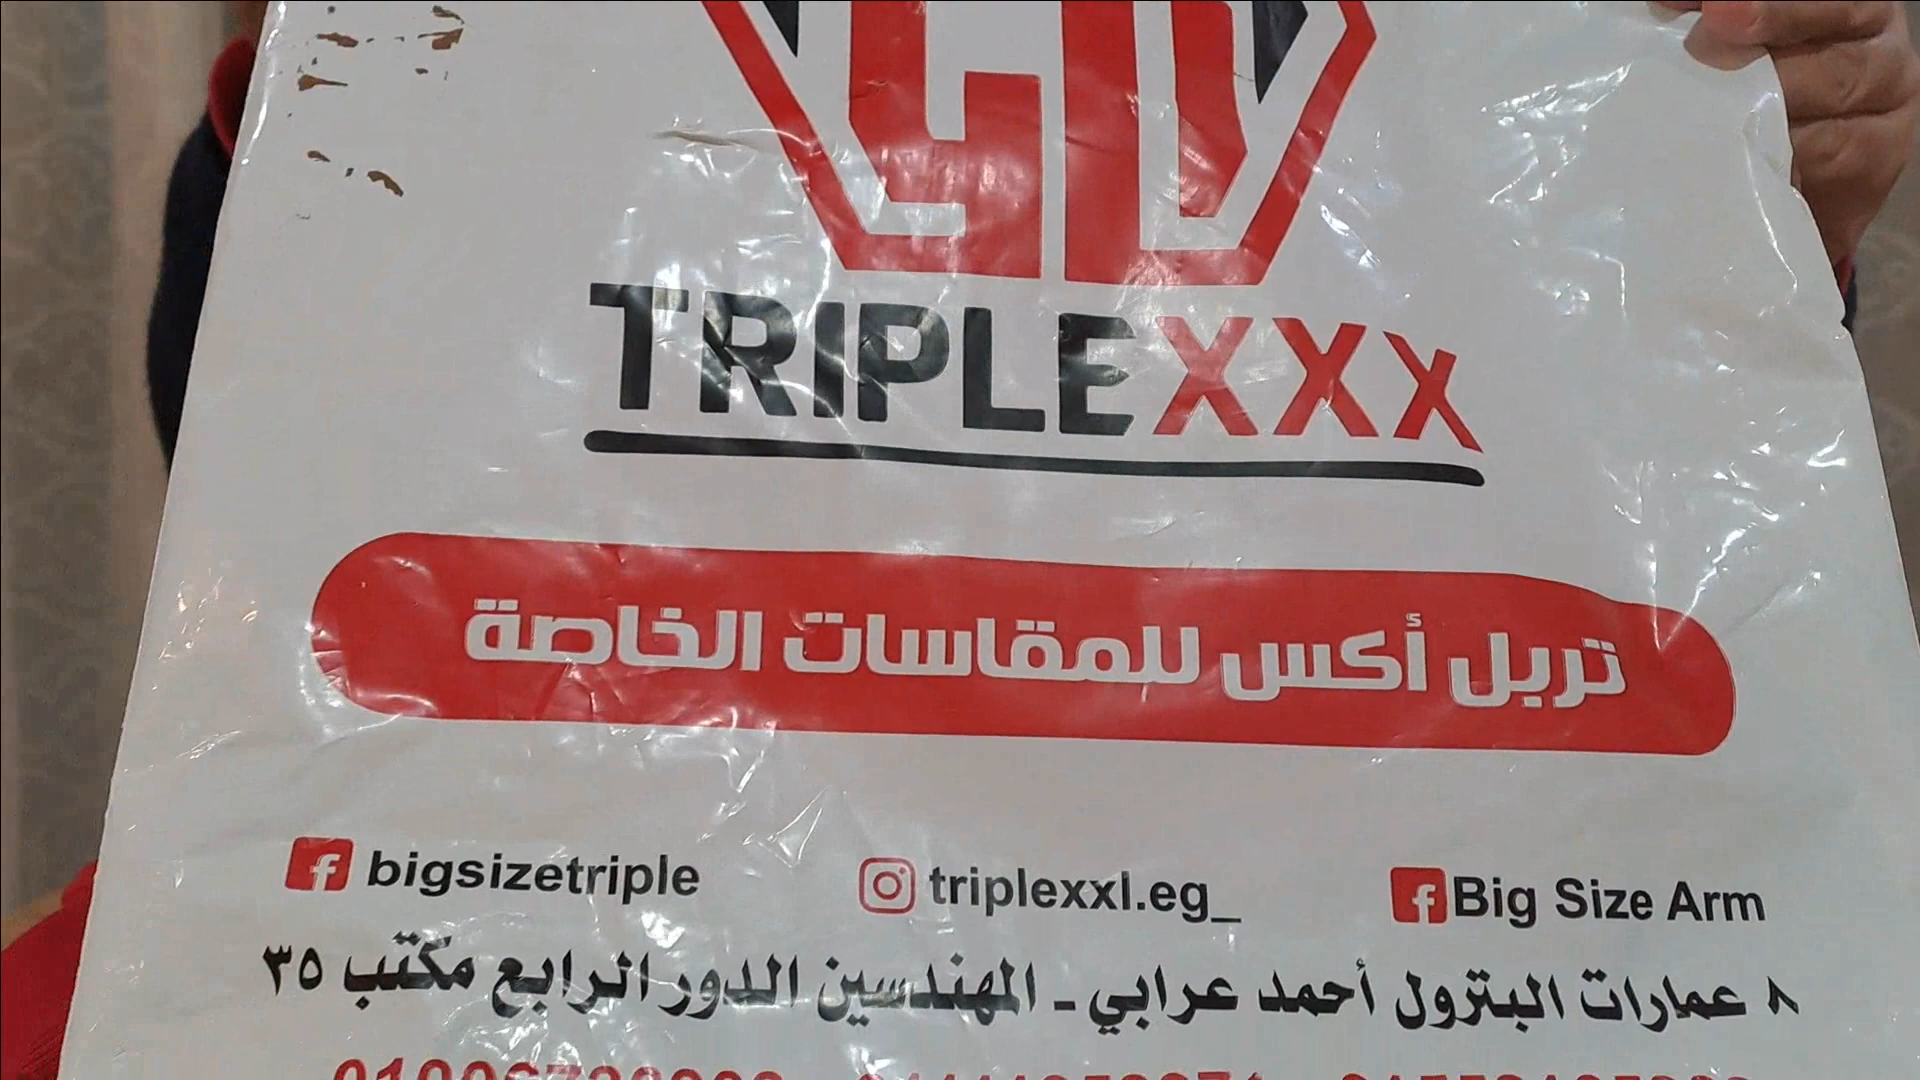 TRIPLEXXX
تربل أكس للمقاسات الخاصة
bigsizetriple triplexxl.eg_ Big Size Arm
٨ عمارات البترول أحمد عرابي - المهندسين الدور الرابع مكتب ٣٥